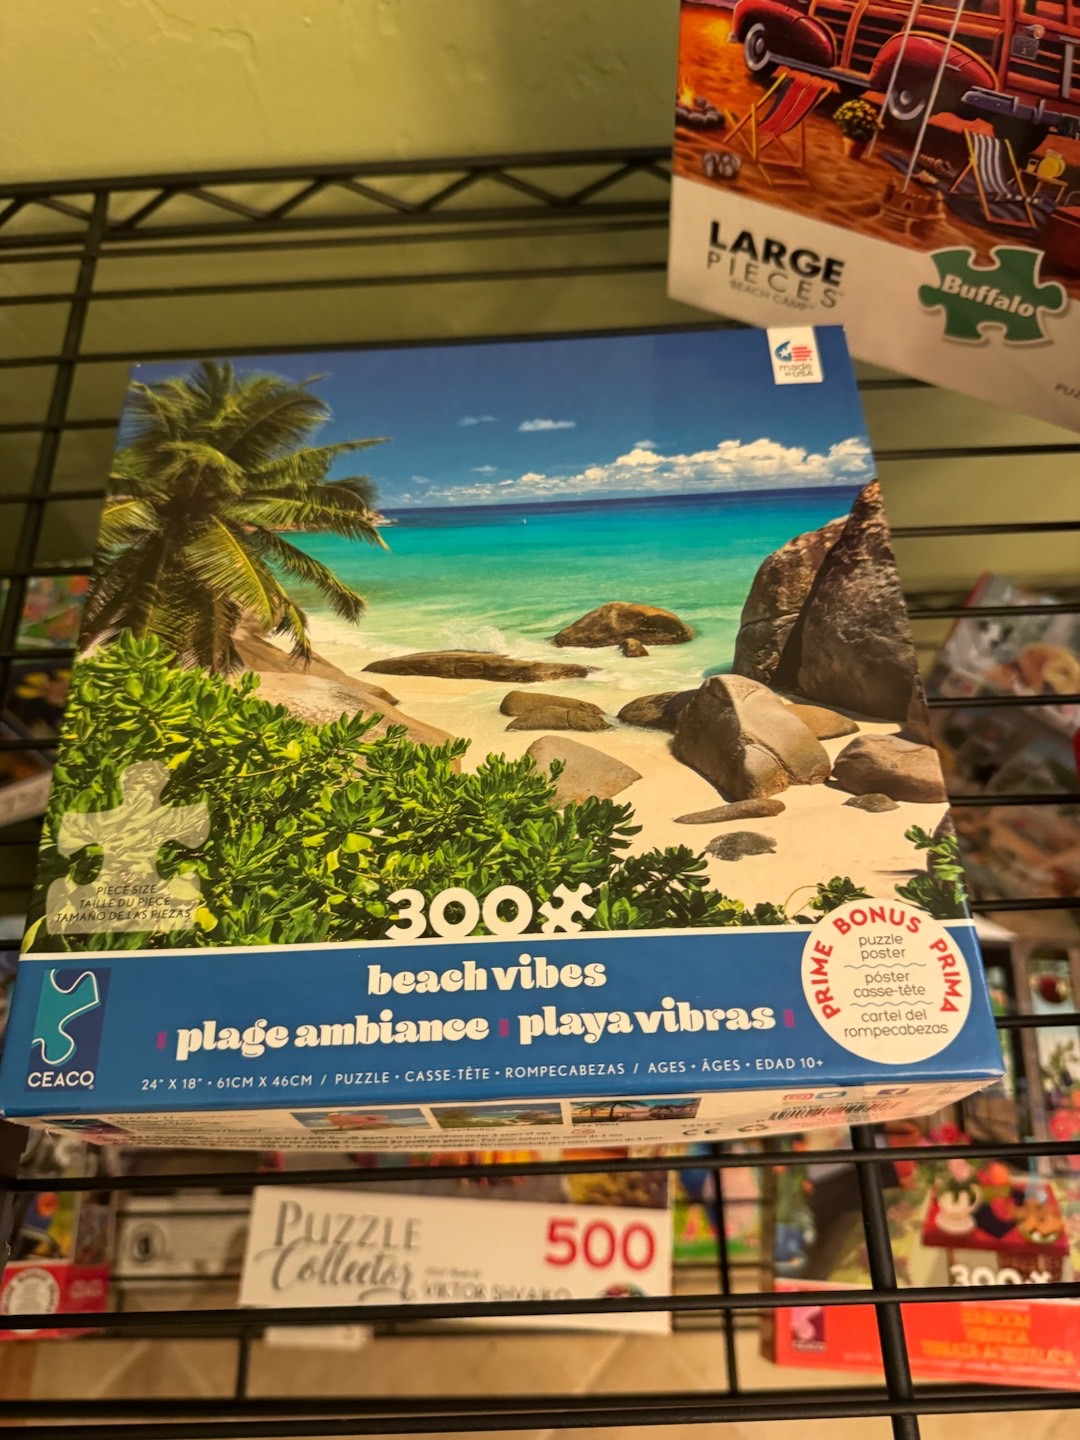 LARGE
PIECES
BEACH CAMP
Buffalo
made
in USA
PIECE SIZE
TAILLE DU PIECE
TAMAÑO DE LAS PIEZAS
300
beach vibes
plage ambiance playa vibras
24" X 18" • 61CM X 46CM / PUZZLE • CASSE-TÊTE • ROMPECABEZAS / AGES • ÂGES • EDAD 10+
CEACO
PRIME BONUS PRIMA
puzzle
poster
póster
casse-tête
cartel del
rompecabezas
PUZZLE
Collector
500
300